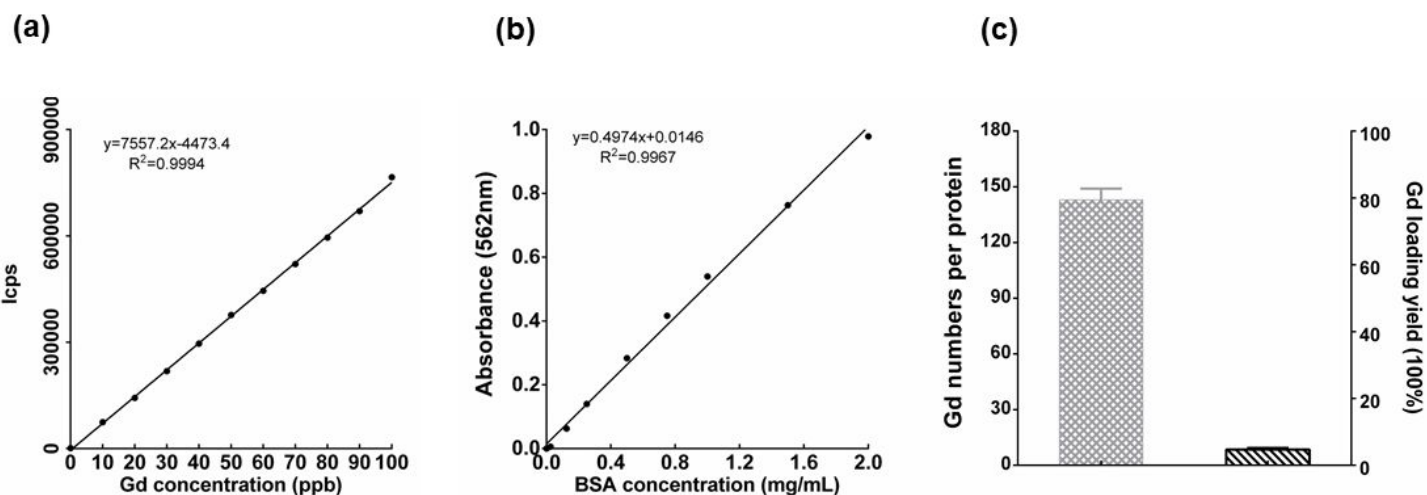 (a)
(b)
(c)
y=7557.2x-4473.4
R²=0.9994
900000
600000
300000
0
Icps
0 10 20 30 40 50 60 70 80 90 100
Gd concentration (ppb)
y=0.4974x+0.0146
R²=0.9967
1.0
0.8
0.6
0.4
0.2
0.0
Absorbance (562nm)
0.0 0.4 0.8 1.2 1.6 2.0
BSA concentration (mg/mL)
180
150
120
90
60
30
0
Gd numbers per protein
100
80
60
40
20
0
Gd loading yield (100%)